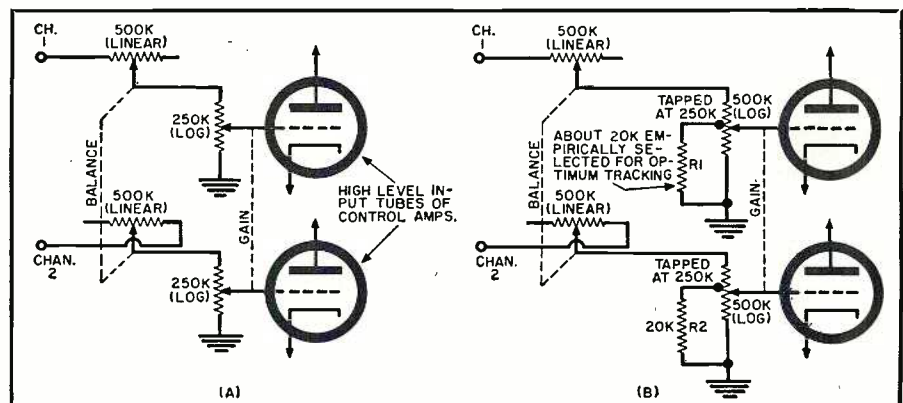 CH.
1
500K
(LINEAR)
250K
(LOG)
BALANCE
GAIN
HIGH LEVEL IN-
PUT TUBES OF
CONTROL AMPS.
500K
(LINEAR)
CHAN.
2
250K
(LOG)
(A)
CH.
1
500K
(LINEAR)
TAPPED
AT 250K
500K
(LOG)
ABOUT 20K EM-
PIRICALLY SE-
LECTED FOR OP-
TIMUM TRACKING
R1
BALANCE
GAIN
500K
(LINEAR)
CHAN.
2
TAPPED
AT 250K
500K
(LOG)
20K
R2
(B)